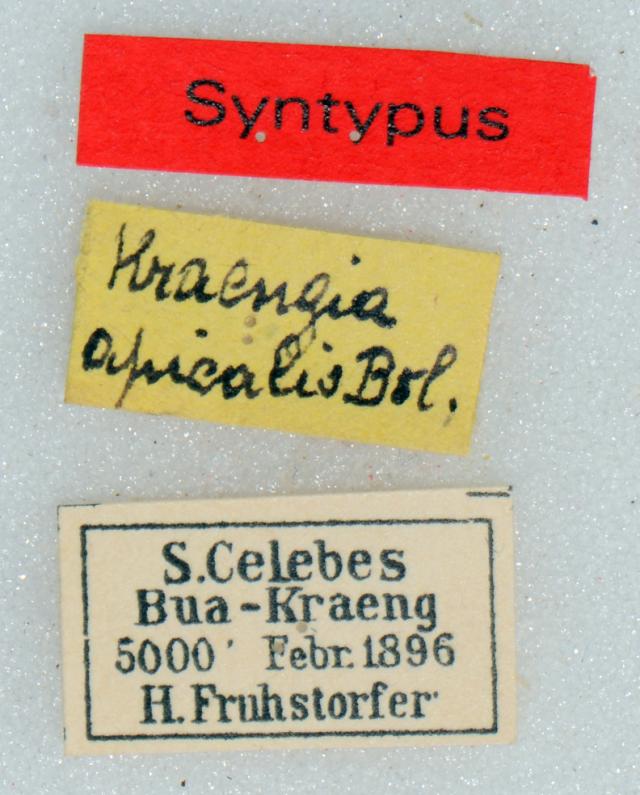 Syntypus
Kraengia
apicalis Bol.
S. Celebes
Bua-Kraeng
5000' Febr. 1896
H. Fruhstorfer